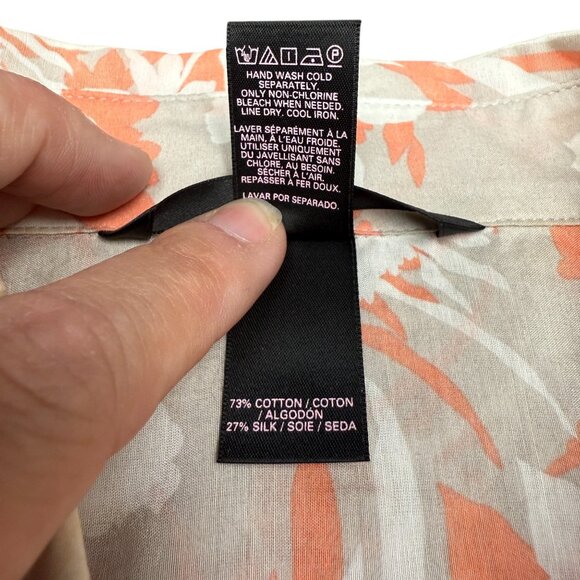 HAND WASH COLD
SEPARATELY.
ONLY NON-CHLORINE
BLEACH WHEN NEEDED.
LINE DRY. COOL IRON.
LAVER SÉPARÉMENT À LA
MAIN, À L'EAU FROIDE.
UTILISER UNIQUEMENT
DU JAVELLISANT SANS
CHLORE, AU BESOIN.
SÉCHER À L'AIR.
REPASSER À FER DOUX.
LAVAR POR SEPARADO.
73% COTTON / COTON
/ ALGODÓN
27% SILK / SOIE / SEDA